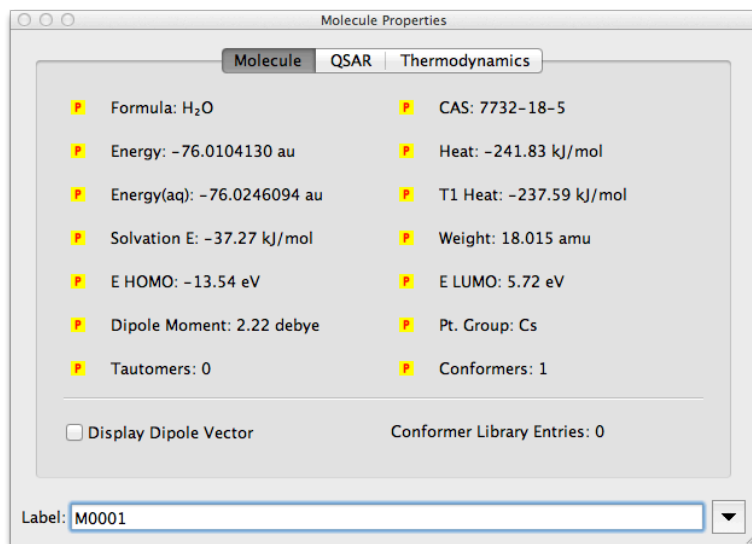 Molecule Properties
Molecule QSAR Thermodynamics
P Formula: H₂O P CAS: 7732-18-5
P Energy: -76.0104130 au P Heat: -241.83 kJ/mol
P Energy(aq): -76.0246094 au P T1 Heat: -237.59 kJ/mol
P Solvation E: -37.27 kJ/mol P Weight: 18.015 amu
P E HOMO: -13.54 eV P E LUMO: 5.72 eV
P Dipole Moment: 2.22 debye P Pt. Group: Cs
P Tautomers: 0 P Conformers: 1
Display Dipole Vector Conformer Library Entries: 0
Label: M0001